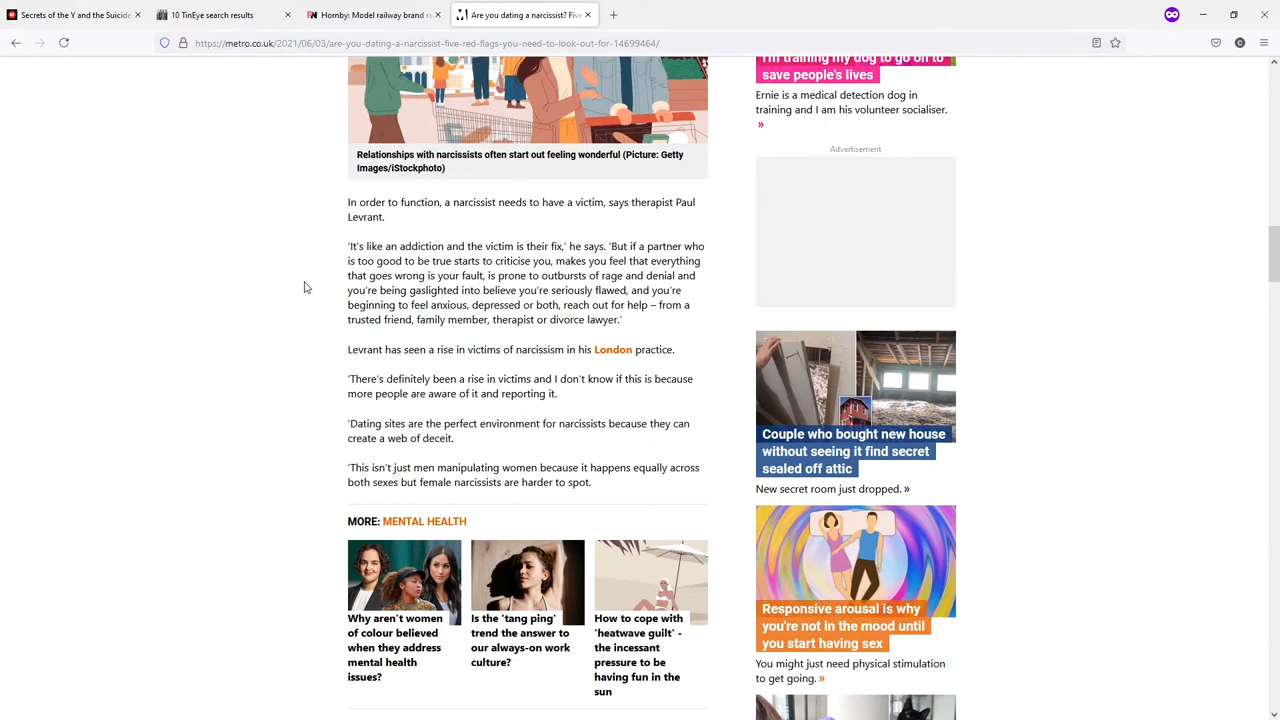 Secrets of the Y and the Suicide
10 TinEye search results
Hornby: Model railway brand ra
Are you dating a narcissist? Five
https://metro.co.uk/2021/06/03/are-you-dating-a-narcissist-five-red-flags-you-need-to-look-out-for-14699464/
Relationships with narcissists often start out feeling wonderful (Picture: Getty
Images/iStockphoto)
In order to function, a narcissist needs to have a victim, says therapist Paul
Levrant.
‘It’s like an addiction and the victim is their fix,’ he says. ‘But if a partner who
is too good to be true starts to criticise you, makes you feel that everything
that goes wrong is your fault, is prone to outbursts of rage and denial and
you’re being gaslighted into believe you’re seriously flawed, and you’re
beginning to feel anxious, depressed or both, reach out for help – from a
trusted friend, family member, therapist or divorce lawyer.’
Levrant has seen a rise in victims of narcissism in his London practice.
‘There’s definitely been a rise in victims and I don’t know if this is because
more people are aware of it and reporting it.
‘Dating sites are the perfect environment for narcissists because they can
create a web of deceit.
‘This isn’t just men manipulating women because it happens equally across
both sexes but female narcissists are harder to spot.
MORE: MENTAL HEALTH
Why aren’t women
of colour believed
when they address
mental health
issues?
Is the ‘tang ping’
trend the answer to
our always-on work
culture?
How to cope with
‘heatwave guilt’ -
the incessant
pressure to be
having fun in the
sun
I'm training my dog to go on to
save people's lives
Ernie is a medical detection dog in
training and I am his volunteer socialiser.
»
Advertisement
Couple who bought new house
without seeing it find secret
sealed off attic
New secret room just dropped. »
Responsive arousal is why
you're not in the mood until
you start having sex
You might just need physical stimulation
to get going. »